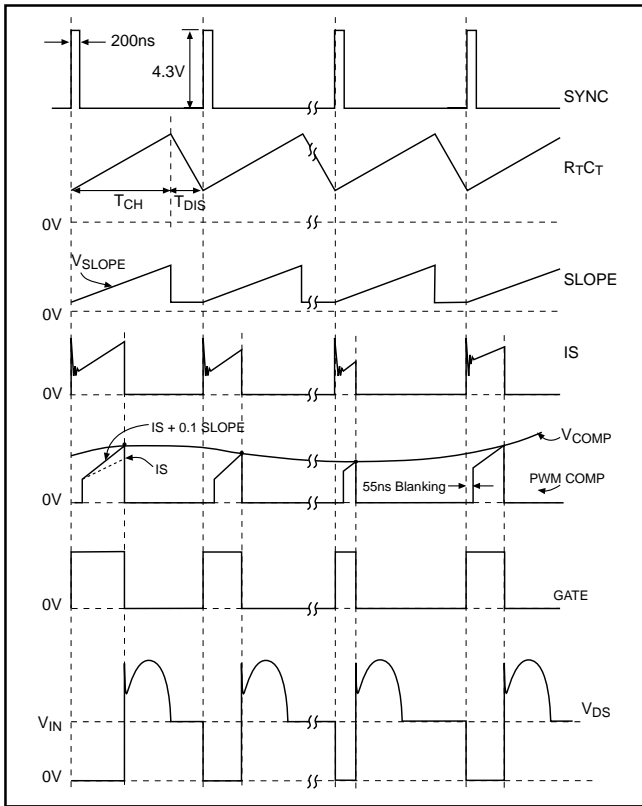 200ns
4.3V
SYNC
RTCT
TCH
TDIS
0V
VSLOPE
SLOPE
0V
IS
0V
IS + 0.1 SLOPE
VCOMP
IS
55ns Blanking
PWM COMP
0V
GATE
0V
VIN
VDS
0V